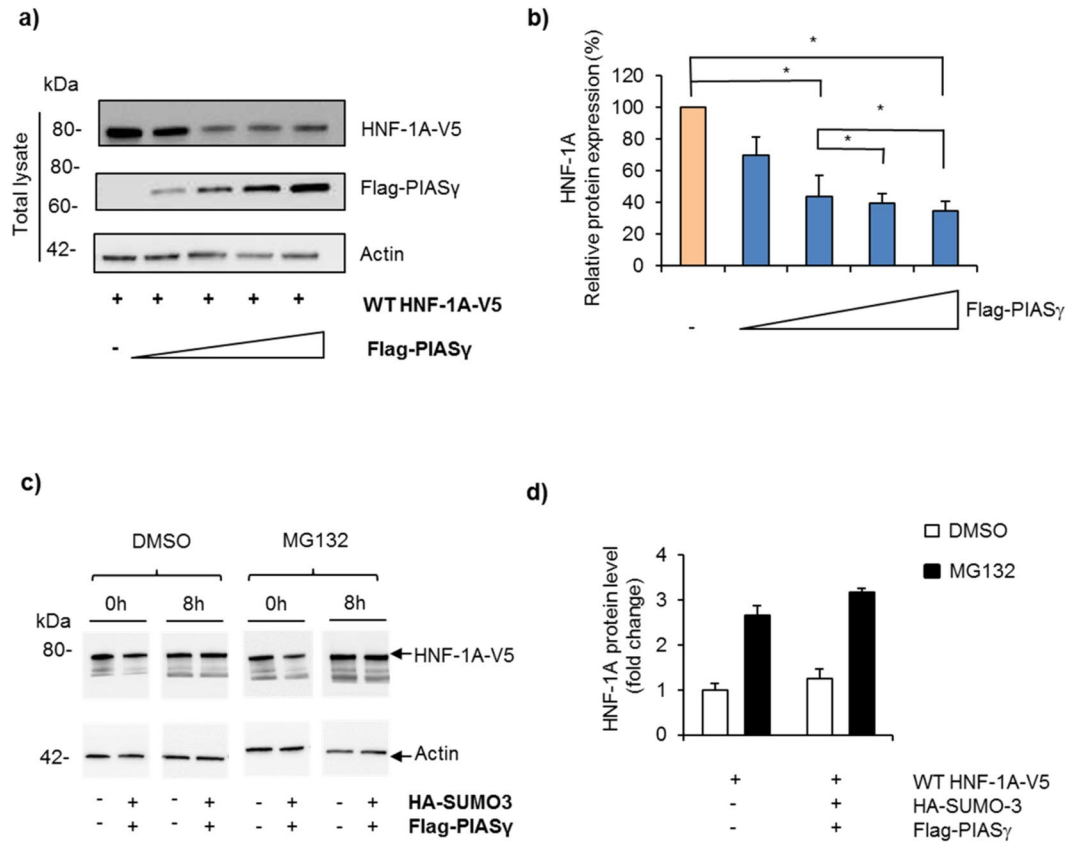 a)
kDa
Total lysate
80-
HNF-1A-V5
80-
Flag-PIASγ
60-
42-
Actin
+ + + + +
WT HNF-1A-V5
-
Flag-PIASγ
b)
HNF-1A
Relative protein expression (%)
120
100
80
60
40
20
0
*
*
*
*
-
Flag-PIASγ
c)
DMSO MG132
0h 8h 0h 8h
kDa
80-
HNF-1A-V5
42-
Actin
- + - + - + - + HA-SUMO3
- + - + - + - + Flag-PIASγ
d)
DMSO
MG132
HNF-1A protein level
(fold change)
4
3
2
1
0
+ + WT HNF-1A-V5
- + HA-SUMO-3
- + Flag-PIASγ